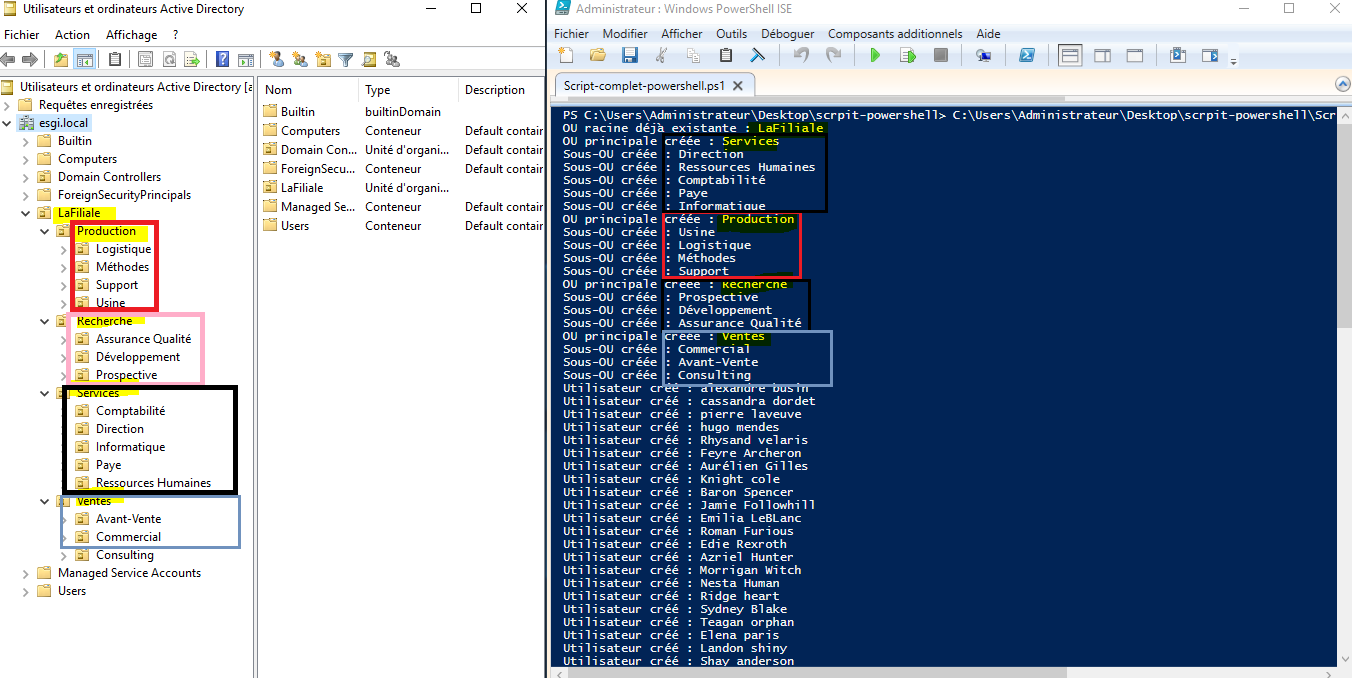 Utilisateurs et ordinateurs Active Directory
Fichier Action Affichage ?
Utilisateurs et ordinateurs Active Directory [a
Requêtes enregistrées
esgi.local
Builtin
Computers
Domain Controllers
ForeignSecurityPrincipals
LaFiliale
Production
Logistique
Méthodes
Support
Usine
Recherche
Assurance Qualité
Développement
Prospective
Services
Comptabilité
Direction
Informatique
Paye
Ressources Humaines
Ventes
Avant-Vente
Commercial
Consulting
Managed Service Accounts
Users
Nom Type Description
Builtin builtinDomain
Computers Conteneur Default contain
Domain Con... Unité d'organi... Default contain
ForeignSecu... Conteneur Default contain
LaFiliale Unité d'organi...
Managed Se... Conteneur Default contain
Users Conteneur Default contain
Administrateur : Windows PowerShell ISE
Fichier Modifier Afficher Outils Déboguer Composants additionnels Aide
Script-complet-powershell.ps1
PS C:\Users\Administrateur\Desktop\scrpit-powershell> C:\Users\Administrateur\Desktop\scrpit-powershell\Scr
OU racine déjà existante : LaFiliale
OU principale créée : Services
Sous-OU créée : Direction
Sous-OU créée : Ressources Humaines
Sous-OU créée : Comptabilité
Sous-OU créée : Paye
Sous-OU créée : Informatique
OU principale créée : Production
Sous-OU créée : Usine
Sous-OU créée : Logistique
Sous-OU créée : Méthodes
Sous-OU créée : Support
OU principale créée : Recherche
Sous-OU créée : Prospective
Sous-OU créée : Développement
Sous-OU créée : Assurance Qualité
OU principale créée : Ventes
Sous-OU créée : Commercial
Sous-OU créée : Avant-Vente
Sous-OU créée : Consulting
Utilisateur créé : alexandre busin
Utilisateur créé : cassandra dordet
Utilisateur créé : pierre laveuve
Utilisateur créé : hugo mendes
Utilisateur créé : Rhysand velaris
Utilisateur créé : Feyre Archeron
Utilisateur créé : Aurélien Gilles
Utilisateur créé : Knight cole
Utilisateur créé : Baron Spencer
Utilisateur créé : Jamie Followhill
Utilisateur créé : Emilia LeBLanc
Utilisateur créé : Roman Furious
Utilisateur créé : Edie Rexroth
Utilisateur créé : Azriel Hunter
Utilisateur créé : Morrigan Witch
Utilisateur créé : Nesta Human
Utilisateur créé : Ridge heart
Utilisateur créé : Sydney Blake
Utilisateur créé : Teagan orphan
Utilisateur créé : Elena paris
Utilisateur créé : Landon shiny
Utilisateur créé : Shay anderson